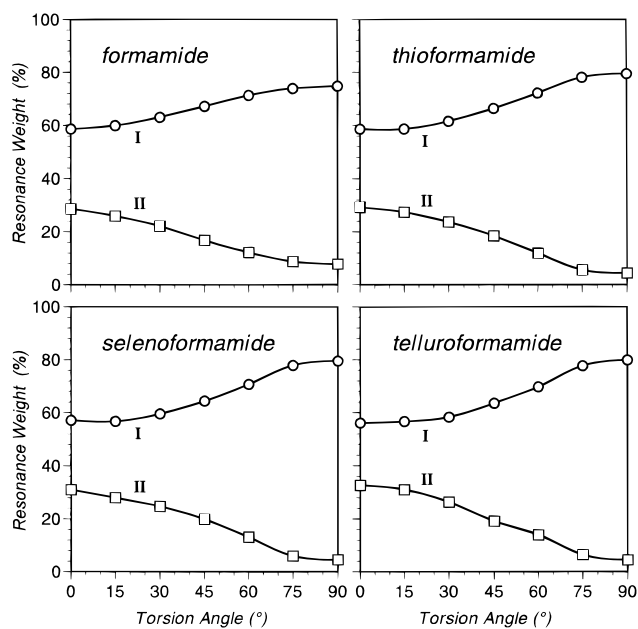 100
80
60
40
20
0
Resonance Weight (%)
formamide
I
II
thioformamide
I
II
100
80
60
40
20
0
Resonance Weight (%)
selenoformamide
I
II
telluroformamide
I
II
0 15 30 45 60 75 90
0 15 30 45 60 75 90
Torsion Angle (°)
Torsion Angle (°)